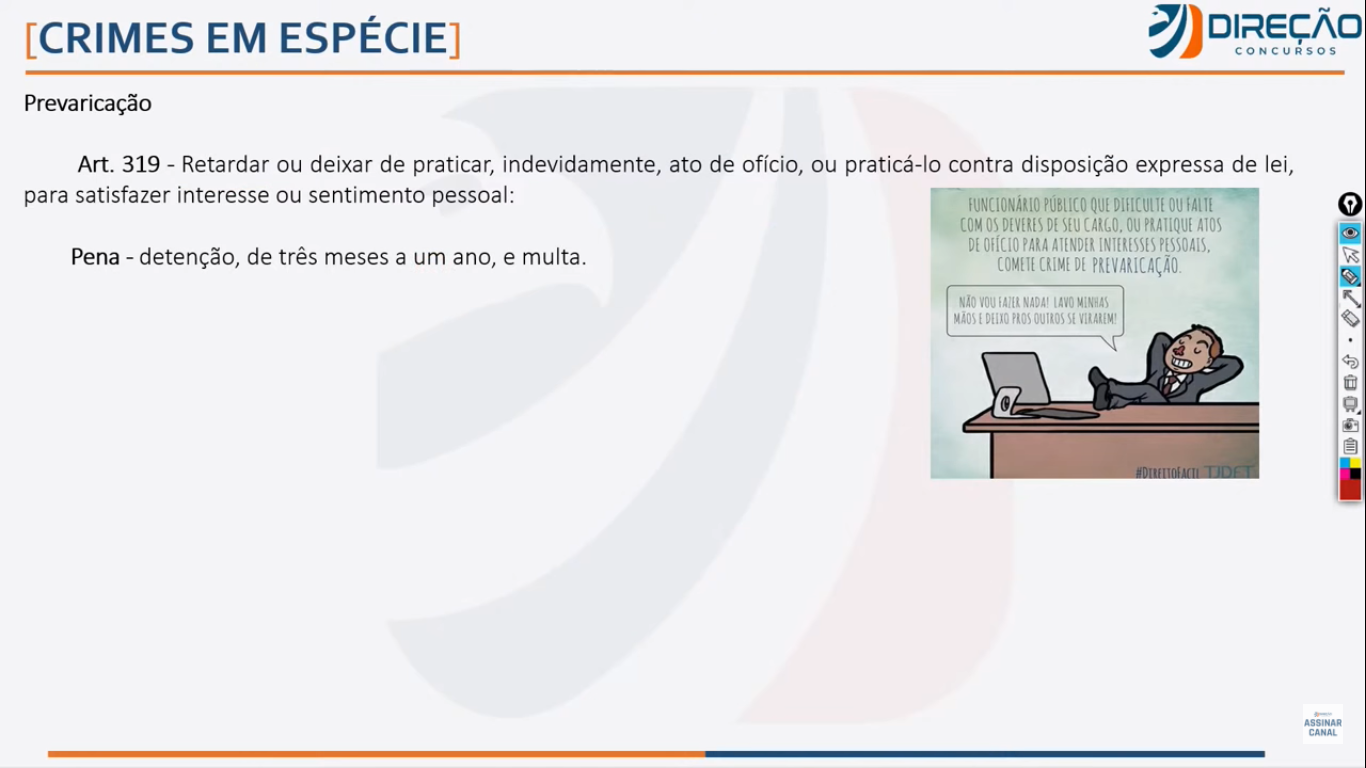 [CRIMES EM ESPÉCIE]
DIREÇÃO
CONCURSOS
Prevaricação
Art. 319 - Retardar ou deixar de praticar, indevidamente, ato de ofício, ou praticá-lo contra disposição expressa de lei,
para satisfazer interesse ou sentimento pessoal:
Pena - detenção, de três meses a um ano, e multa.
FUNCIONÁRIO PÚBLICO QUE DIFICULTE OU FALTE
COM OS DEVERES DE SEU CARGO, OU PRATIQUE ATOS
DE OFÍCIO PARA ATENDER INTERESSES PESSOAIS,
COMETE CRIME DE PREVARICAÇÃO.
NÃO VOU FAZER NADA! LAVO MINHAS
MÃOS E DEIXO PROS OUTROS SE VIRAREM!
#DIREITOFACIL TJDFT
ASSINAR
CANAL